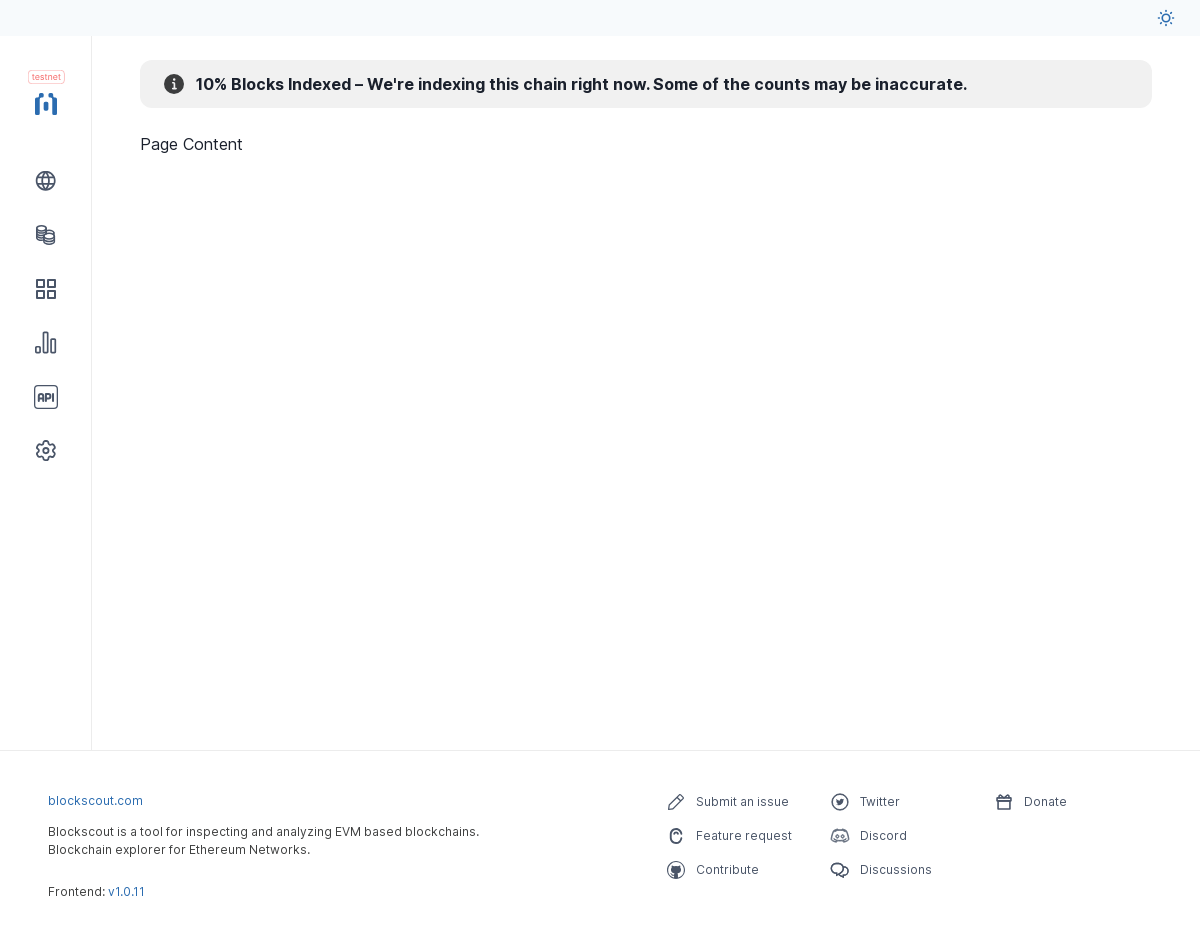 testnet
10% Blocks Indexed – We're indexing this chain right now. Some of the counts may be inaccurate.
Page Content
API
blockscout.com
Blockscout is a tool for inspecting and analyzing EVM based blockchains.
Blockchain explorer for Ethereum Networks.
Frontend: v1.0.11
Submit an issue
Feature request
Contribute
Twitter
Discord
Discussions
Donate